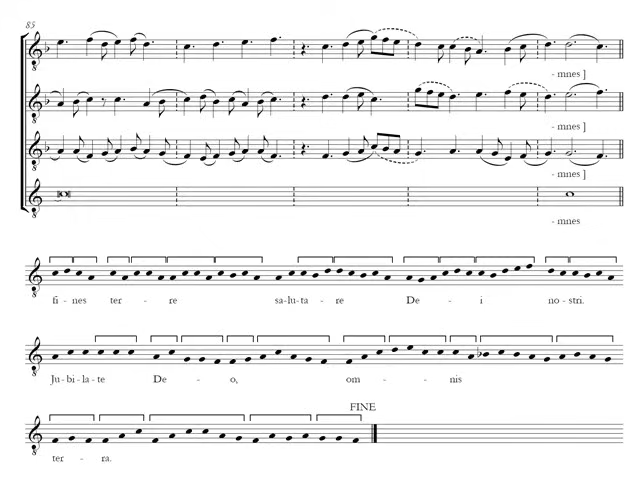 85
- mnes ]
- mnes ]
- mnes ]
- mnes
fi - nes ter - re sa-lu-ta- re De - i no - stri.
Ju - bi - la - te De - o, om - - nis
FINE
ter - ra.